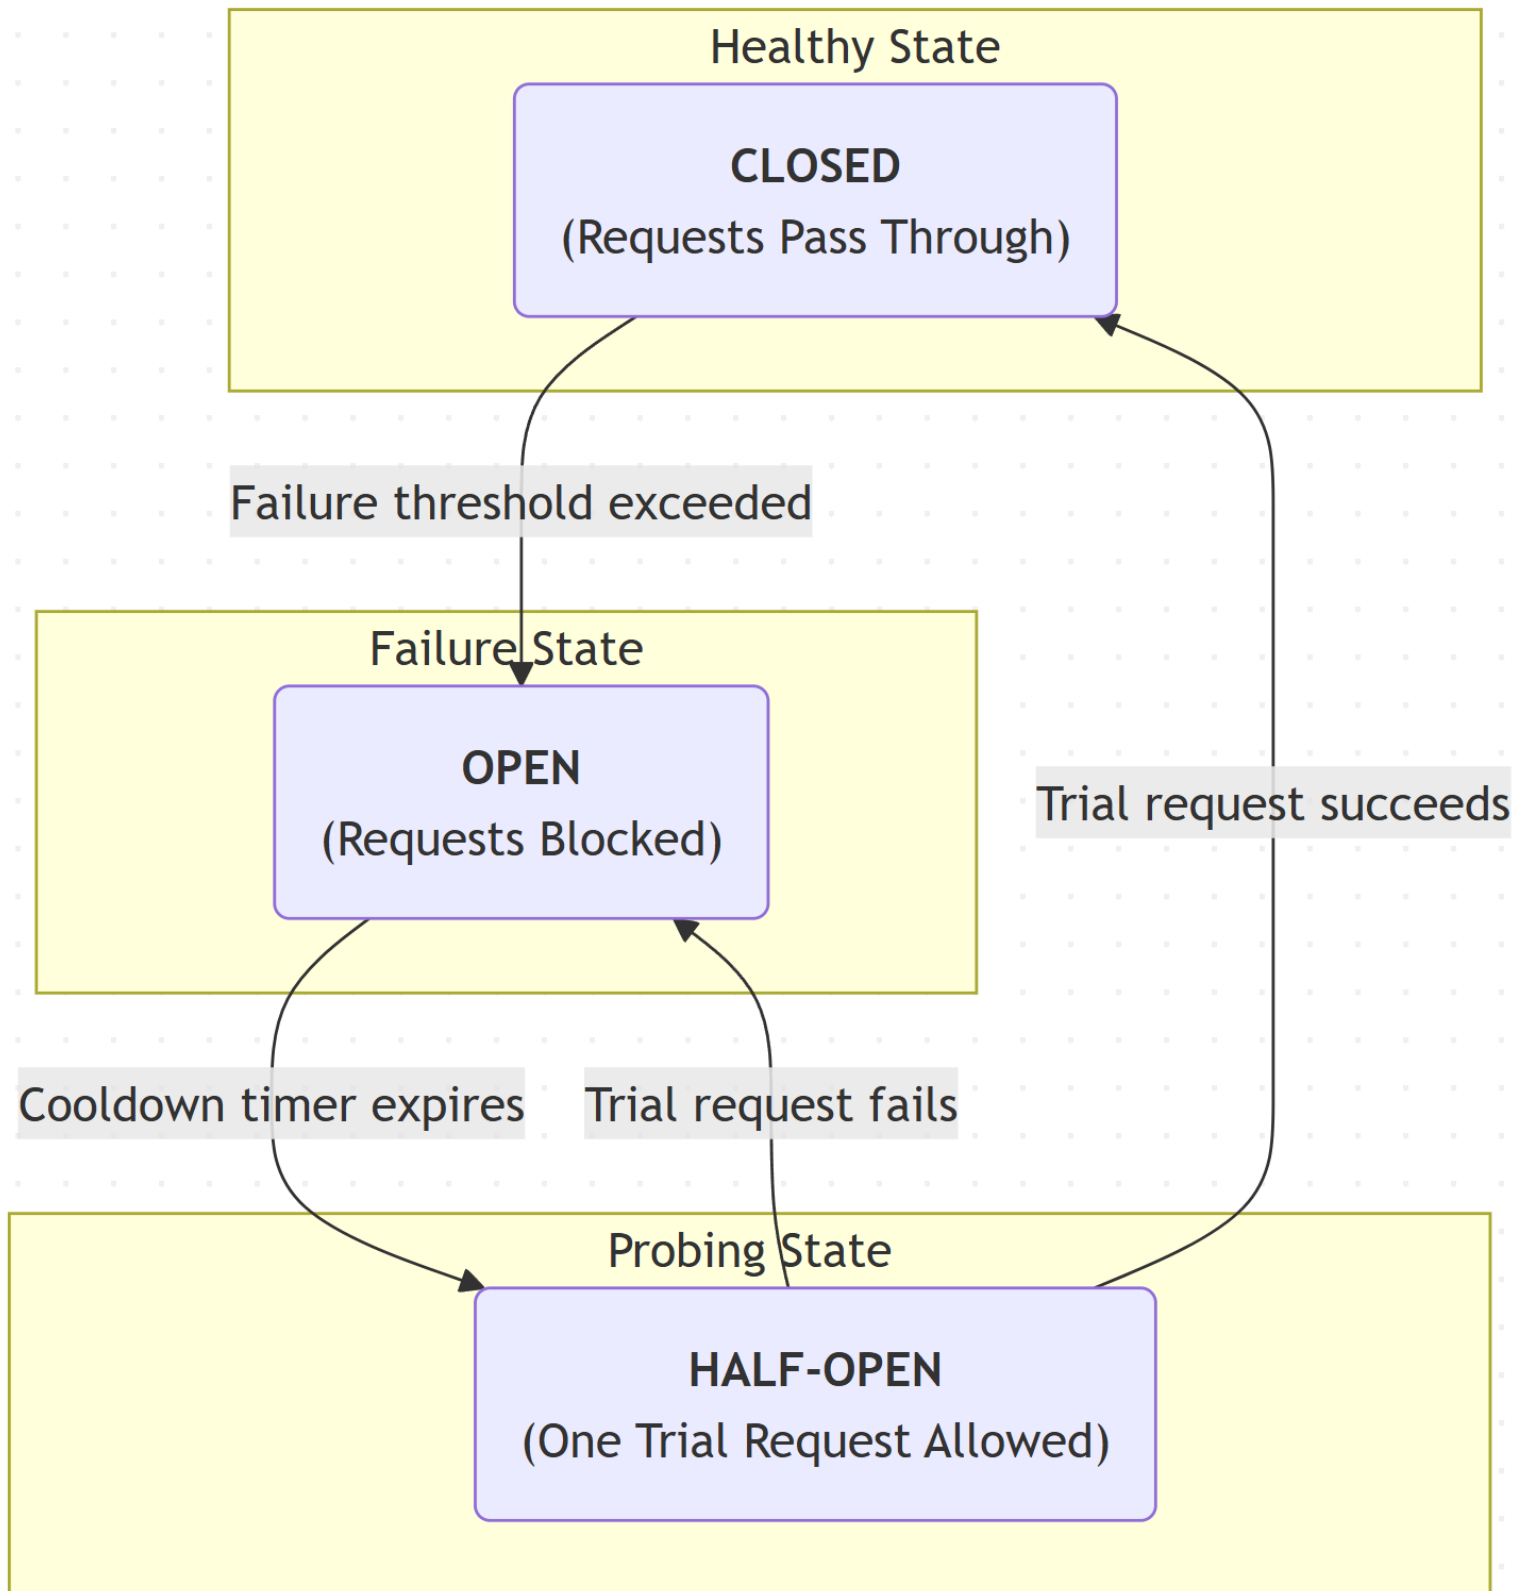 Healthy State
CLOSED
(Requests Pass Through)
Failure threshold exceeded
Failure State
OPEN
(Requests Blocked)
Trial request succeeds
Cooldown timer expires
Trial request fails
Probing State
HALF-OPEN
(One Trial Request Allowed)